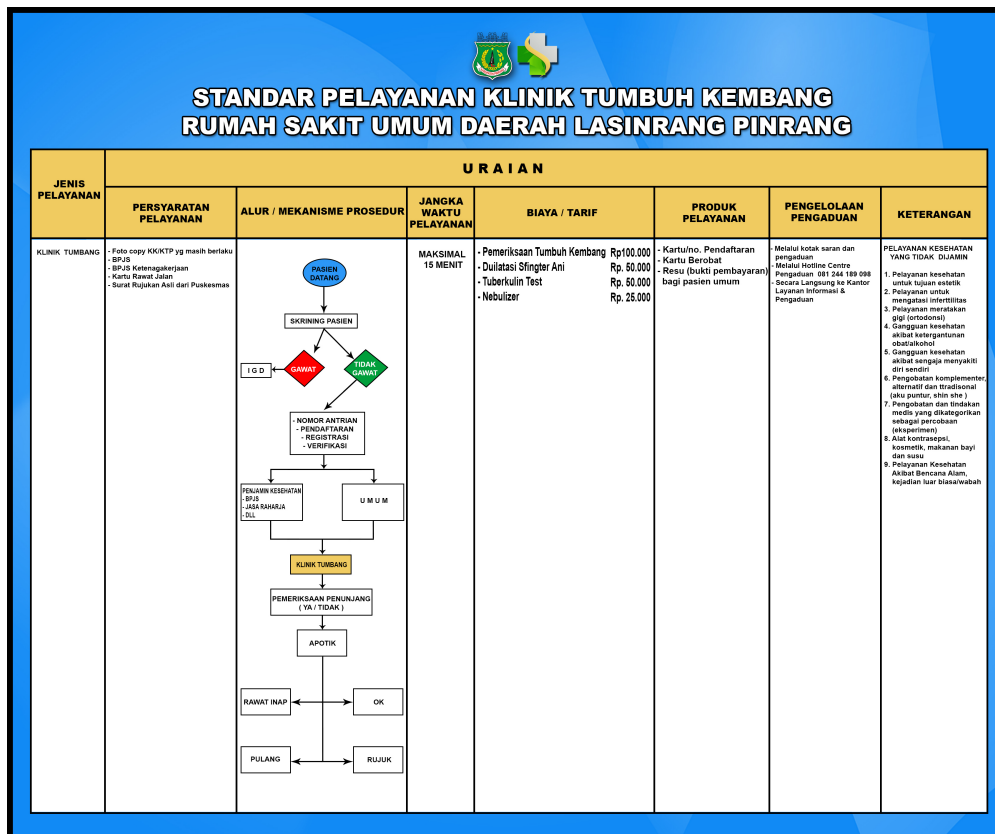 STANDAR PELAYANAN KLINIK TUMBUH KEMBANG
RUMAH SAKIT UMUM DAERAH LASINRANG PINRANG
JENIS
PELAYANAN
U R A I A N
PERSYARATAN
PELAYANAN
ALUR / MEKANISME PROSEDUR
JANGKA
WAKTU
PELAYANAN
BIAYA / TARIF
PRODUK
PELAYANAN
PENGELOLAAN
PENGADUAN
KETERANGAN
KLINIK TUMBANG
- Foto copy KK/KTP yg masih berlaku
- BPJS
- BPJS Ketenagakerjaan
- Kartu Rawat Jalan
- Surat Rujukan Asli dari Puskesmas
PASIEN
DATANG
SKRINING PASIEN
I G D
GAWAT
TIDAK
GAWAT
- NOMOR ANTRIAN
- PENDAFTARAN
- REGISTRASI
- VERIFIKASI
PENJAMIN KESEHATAN
- BPJS
- JASA RAHARJA
- DLL
U M U M
KLINIK TUMBANG
PEMERIKSAAN PENUNJANG
( YA / TIDAK )
APOTIK
RAWAT INAP
OK
PULANG
RUJUK
MAKSIMAL
15 MENIT
- Pemeriksaan Tumbuh Kembang Rp100.000
- Duilatasi Sfingter Ani Rp. 50.000
- Tuberkulin Test Rp. 50.000
- Nebulizer Rp. 25.000
- Kartu/no. Pendaftaran
- Kartu Berobat
- Resu (bukti pembayaran)
bagi pasien umum
- Melalui kotak saran dan
pengaduan
- Melalui Hotline Centre
Pengaduan 081 244 189 098
- Secara Langsung ke Kantor
Layanan Informasi &
Pengaduan
PELAYANAN KESEHATAN
YANG TIDAK DIJAMIN
1. Pelayanan kesehatan
untuk tujuan estetik
2. Pelayanan untuk
mengatasi inferttilitas
3. Pelayanan meratakan
gigi (ortodonsi)
4. Gangguan kesehatan
akibat ketergantunan
obat/alkohol
5. Gangguan kesehatan
akibat sengaja menyakiti
diri sendiri
6. Pengobatan komplementer,
alternatif dan ttradisonal
(aku puntur, shin she )
7. Pengobatan dan tindakan
medis yang dikategorikan
sebagai percobaan
(eksperimen)
8. Alat kontrasepsi,
kosmetik, makanan bayi
dan susu
9. Pelayanan Kesehatan
Akibat Bencana Alam,
kejadian luar biasa/wabah